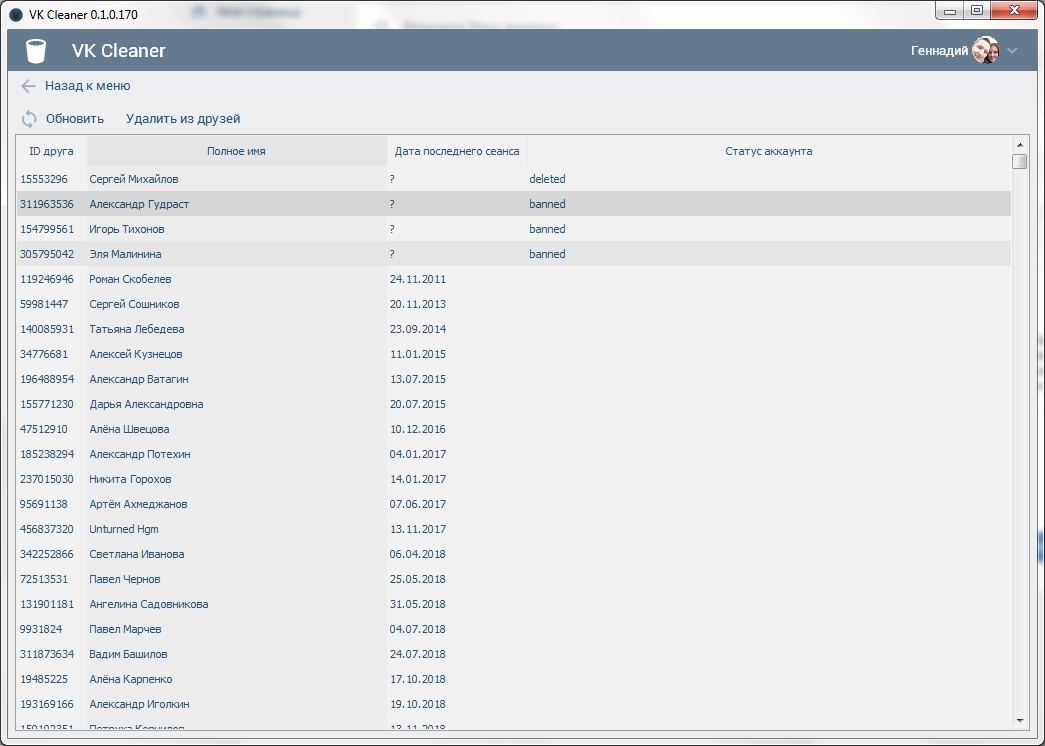 VK Cleaner 0.1.0.170
VK Cleaner Геннадий
Назад к меню
Обновить Удалить из друзей
ID друга Полное имя Дата последнего сеанса Статус аккаунта
15553296 Сергей Михайлов ? deleted
311963536 Александр Гудраст ? banned
154799561 Игорь Тихонов ? banned
305795042 Эля Малинина ? banned
119246946 Роман Скобелев 24.11.2011
59981447 Сергей Сошников 20.11.2013
140085931 Татьяна Лебедева 23.09.2014
34776681 Алексей Кузнецов 11.01.2015
196488954 Александр Ватагин 13.07.2015
155771230 Дарья Александровна 20.07.2015
47512910 Алёна Швецова 10.12.2016
185238294 Александр Потехин 04.01.2017
237015030 Никита Горохов 14.01.2017
95691138 Артём Ахмеджанов 07.06.2017
456837320 Unturned Hgm 13.11.2017
342252866 Светлана Иванова 06.04.2018
72513531 Павел Чернов 25.05.2018
131901181 Ангелина Садовникова 31.05.2018
9931824 Павел Марчев 04.07.2018
311873634 Вадим Башилов 24.07.2018
19485225 Алёна Карпенко 17.10.2018
193169166 Александр Иголкин 19.10.2018